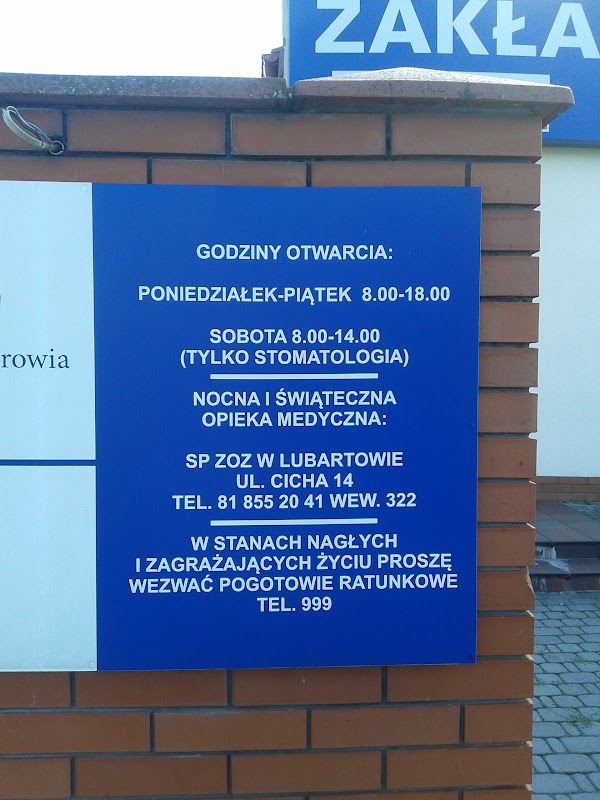 ZAKŁA
rowia
GODZINY OTWARCIA:
PONIEDZIAŁEK-PIĄTEK 8.00-18.00
SOBOTA 8.00-14.00
(TYLKO STOMATOLOGIA)
NOCNA I ŚWIĄTECZNA
OPIEKA MEDYCZNA:
SP ZOZ W LUBARTOWIE
UL. CICHA 14
TEL. 81 855 20 41 WEW. 322
W STANACH NAGŁYCH
I ZAGRAŻAJĄCYCH ŻYCIU PROSZĘ
WEZWAĆ POGOTOWIE RATUNKOWE
TEL. 999